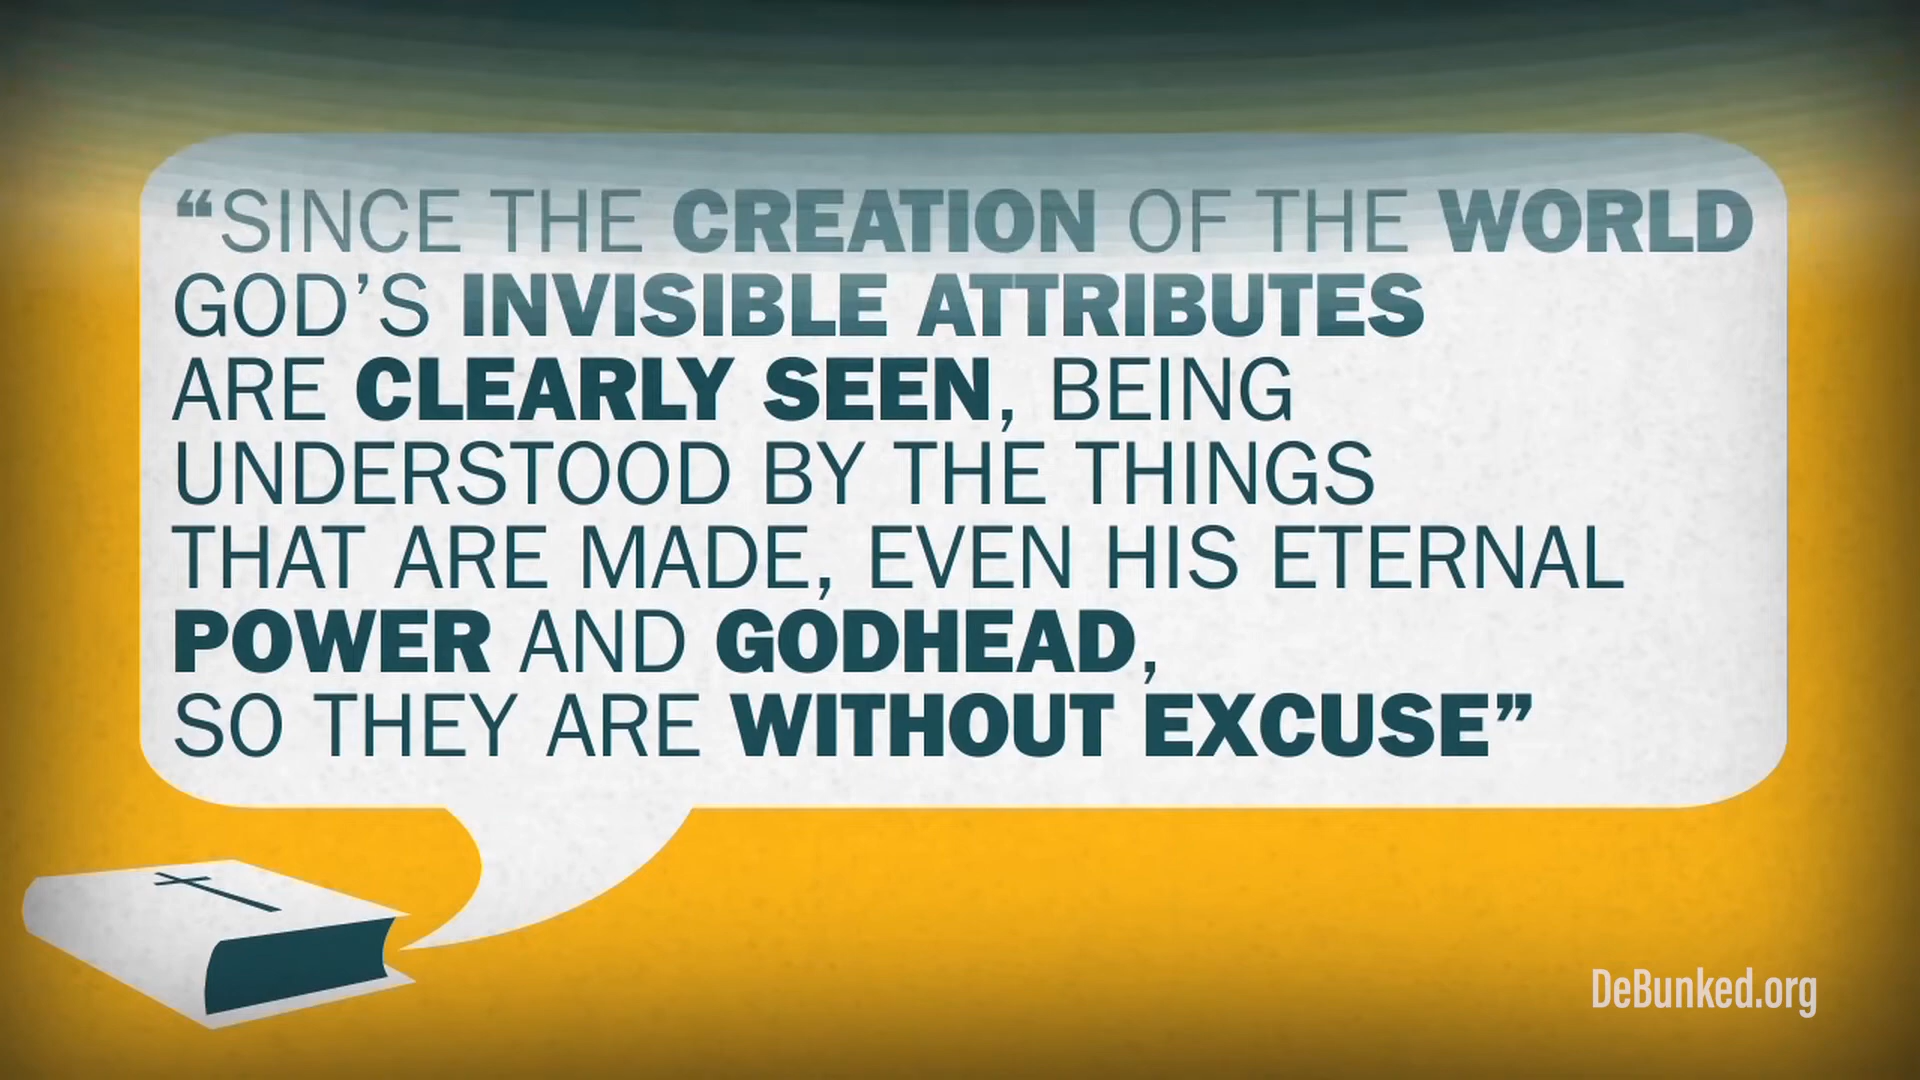 “SINCE THE CREATION OF THE WORLD
GOD’S INVISIBLE ATTRIBUTES
ARE CLEARLY SEEN, BEING
UNDERSTOOD BY THE THINGS
THAT ARE MADE, EVEN HIS ETERNAL
POWER AND GODHEAD,
SO THEY ARE WITHOUT EXCUSE”
DeBunked.org